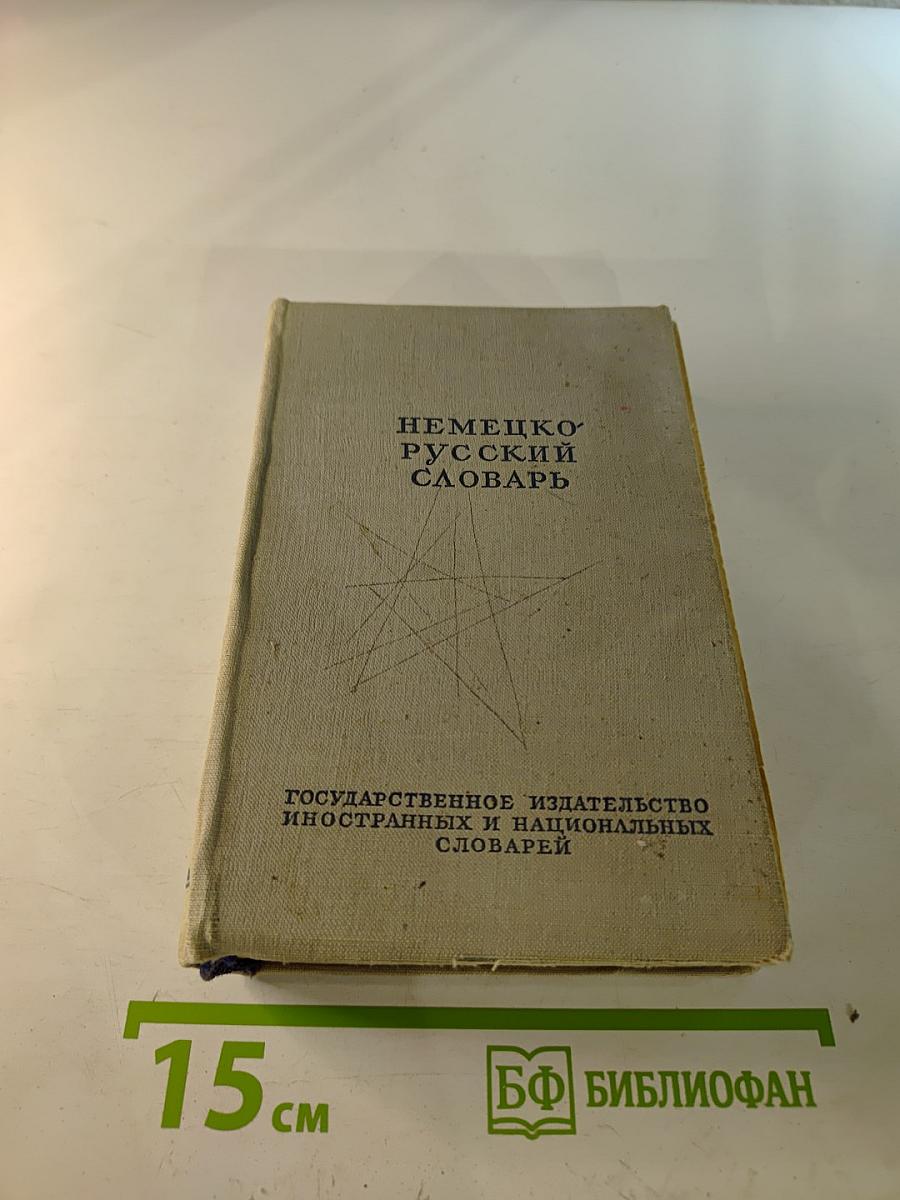 НЕМЕЦКО-
РУССКИЙ
СЛОВАРЬ
ГОСУДАРСТВЕННОЕ ИЗДАТЕЛЬСТВО
ИНОСТРАННЫХ И НАЦИОНАЛЬНЫХ
СЛОВАРЕЙ
15 см
БФ БИБЛИОФАН